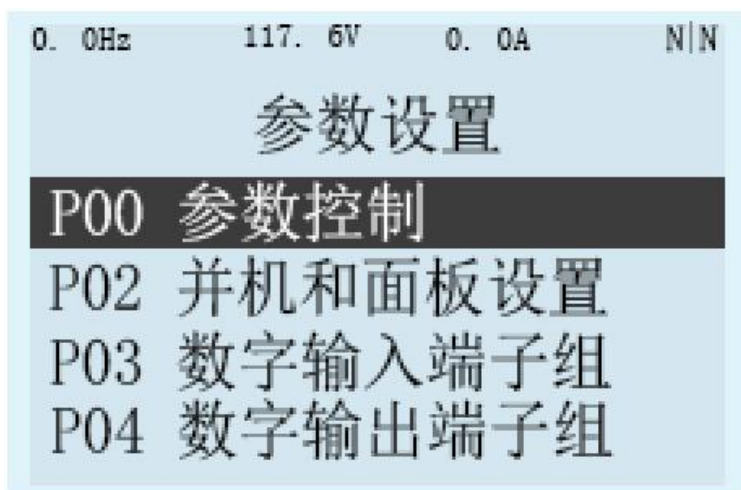 0. 0Hz 117. 6V 0. 0A N|N
参数设置
P00 参数控制
P02 并机和面板设置
P03 数字输入端子组
P04 数字输出端子组